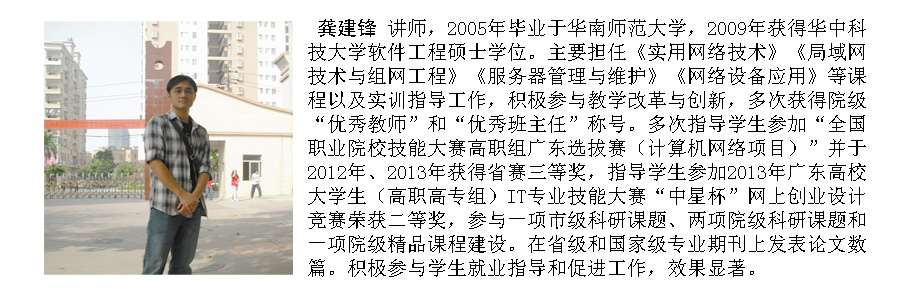 龚建锋 讲师，2005年毕业于华南师范大学，2009年获得华中科
技大学软件工程硕士学位。主要担任《实用网络技术》《局域网
技术与组网工程》《服务器管理与维护》《网络设备应用》等课
程以及实训指导工作，积极参与教学改革与创新，多次获得院级
“优秀教师”和“优秀班主任”称号。多次指导学生参加“全国
职业院校技能大赛高职组广东选拔赛（计算机网络项目）”并于
2012年、2013年获得省赛三等奖，指导学生参加2013年广东高校
大学生（高职高专组）IT专业技能大赛“中星杯”网上创业设计
竞赛荣获二等奖，参与一项市级科研课题、两项院级科研课题和
一项院级精品课程建设。在省级和国家级专业期刊上发表论文数
篇。积极参与学生就业指导和促进工作，效果显著。